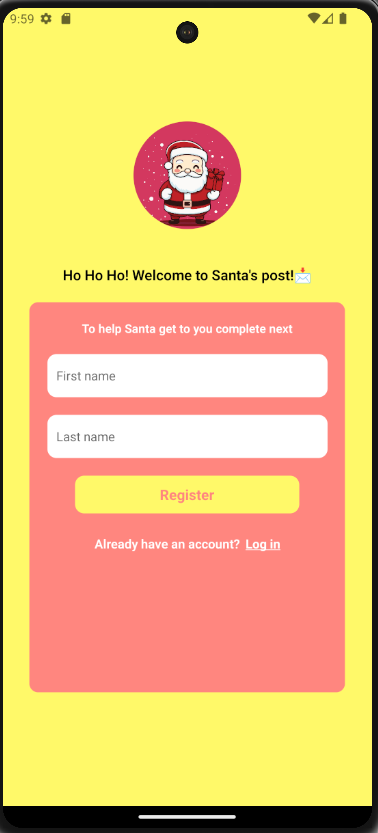 9:59
Ho Ho Ho! Welcome to Santa's post!📩
To help Santa get to you complete next
First name
Last name
Register
Already have an account? Log in